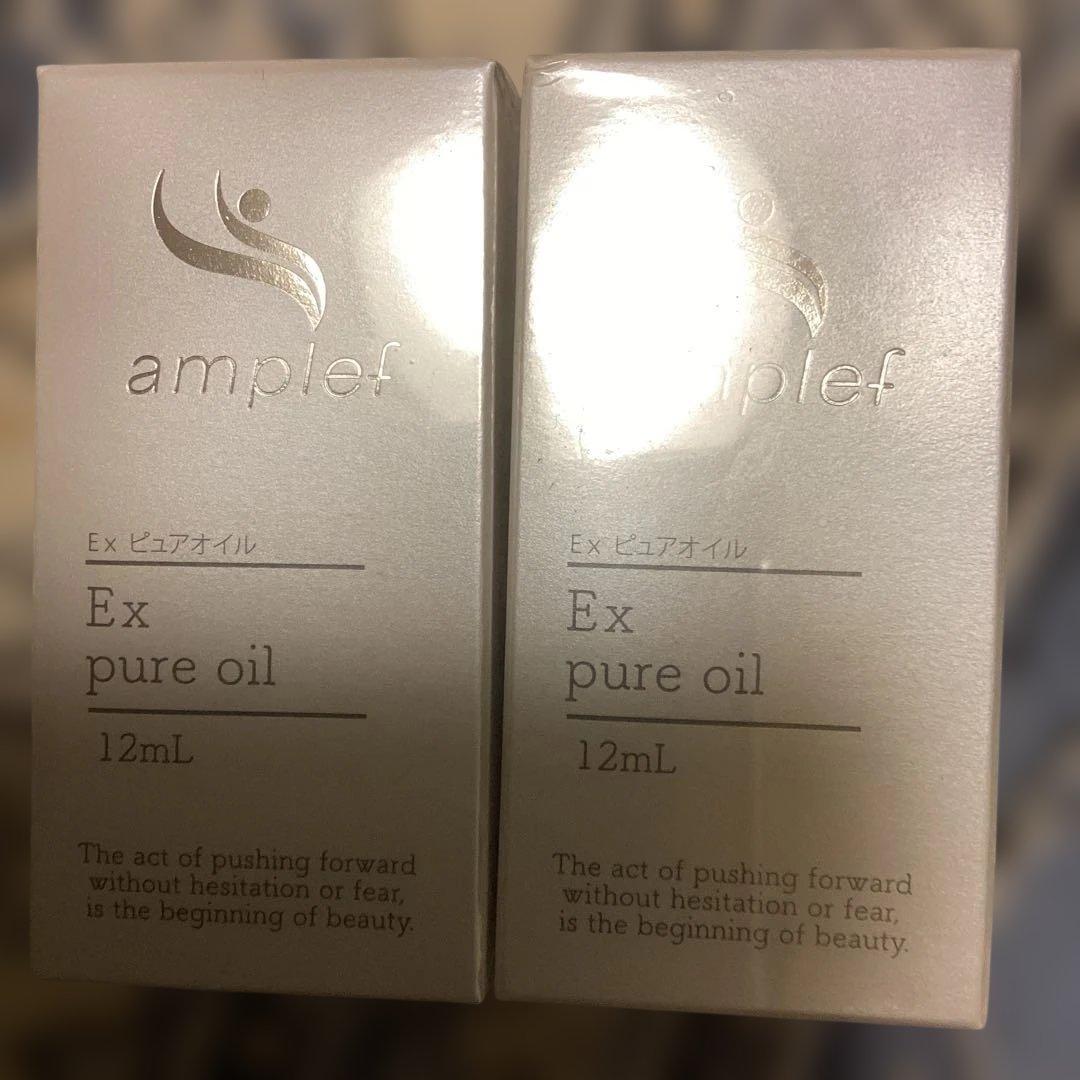 amplef
Ex ピュアオイル
Ex
pure oil
12mL
The act of pushing forward
without hesitation or fear,
is the beginning of beauty.
mplef
Ex ピュアオイル
Ex
pure oil
12mL
The act of pushing forward
without hesitation or fear,
is the beginning of beauty.